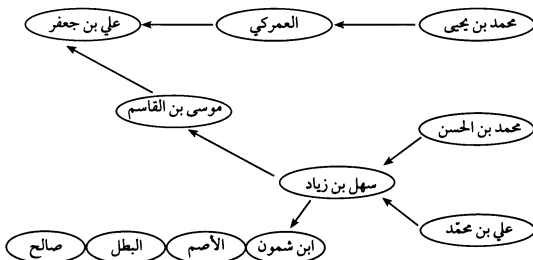 محمد بن يحيى
العمركي
علي بن جعفر
موسى بن القاسم
محمد بن الحسن
سهل بن زياد
علي بن محمّد
ابن شمون
الأصم
البطل
صالح